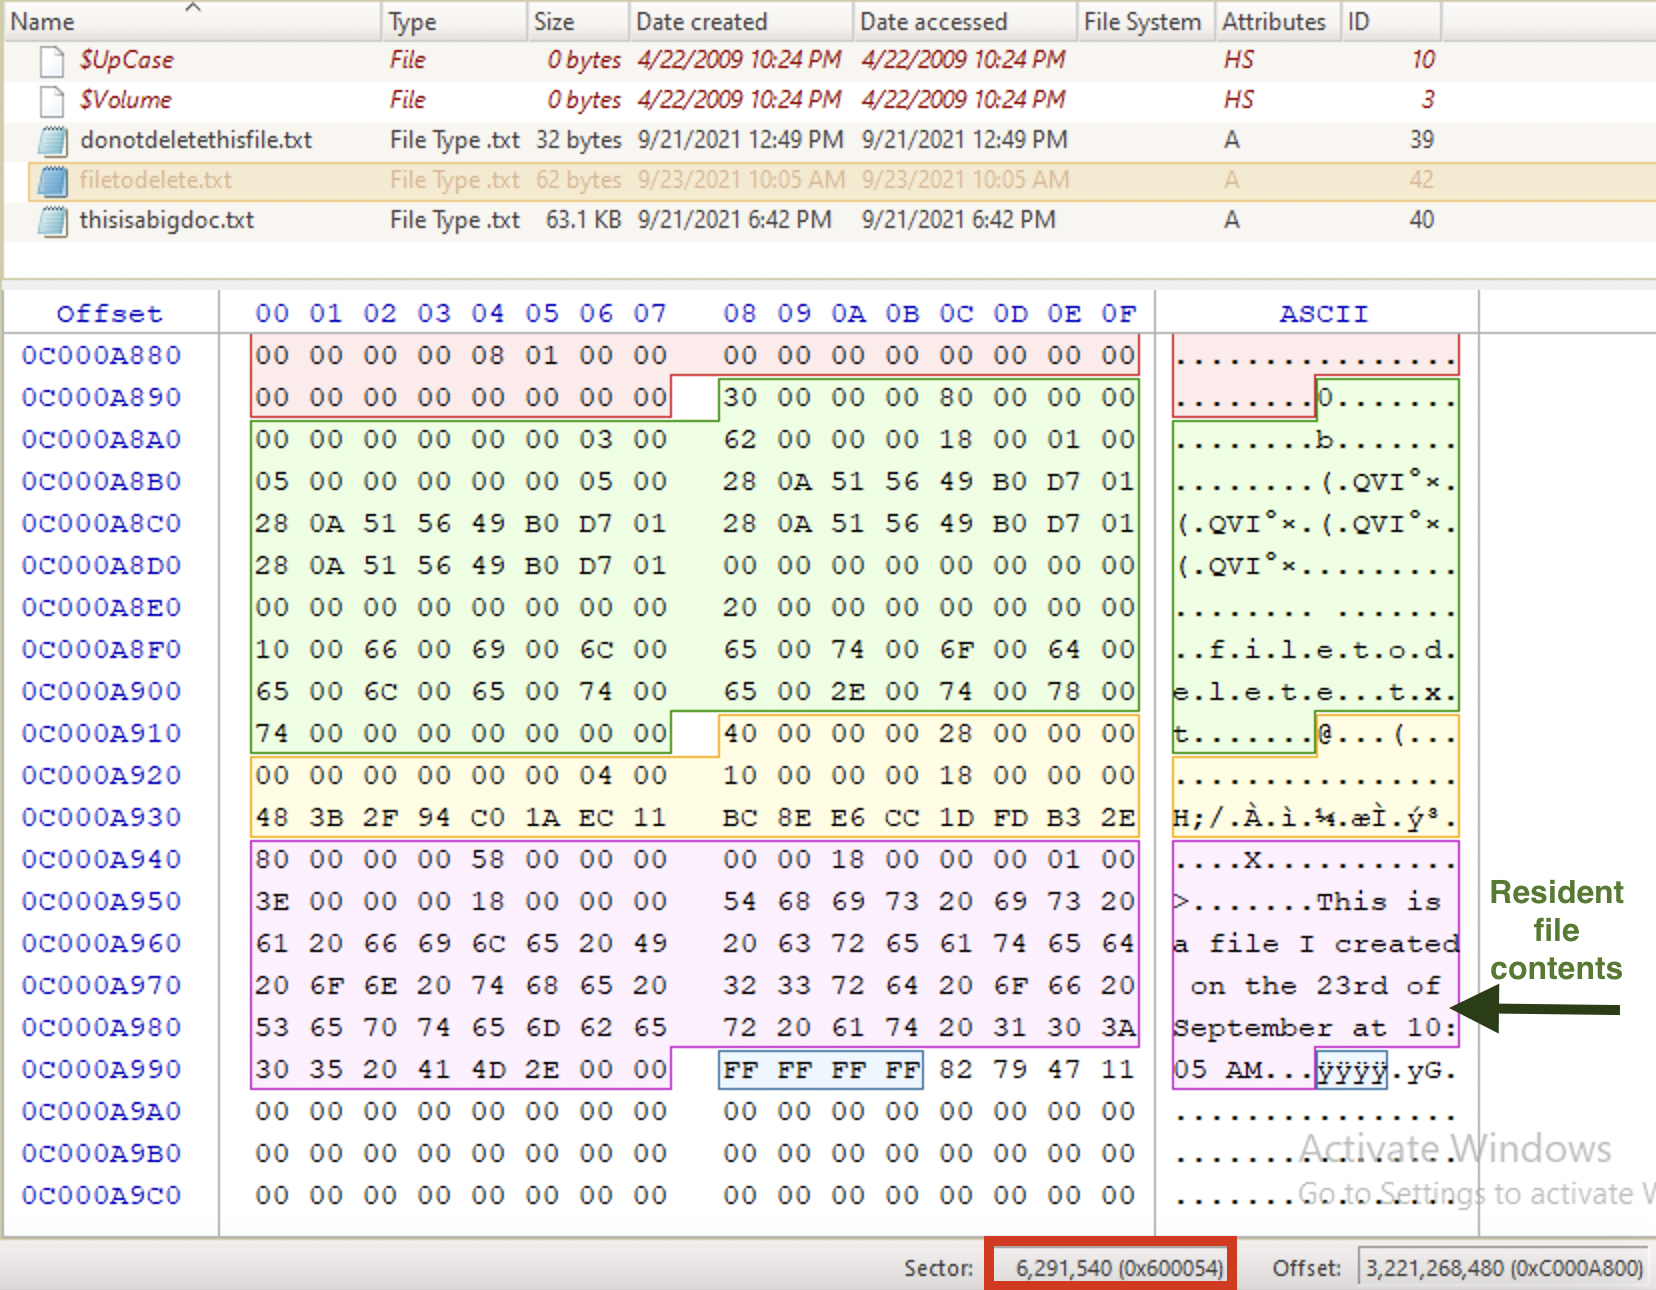 Name Type Size Date created Date accessed File System Attributes ID
$UpCase File 0 bytes 4/22/2009 10:24 PM 4/22/2009 10:24 PM HS 10
$Volume File 0 bytes 4/22/2009 10:24 PM 4/22/2009 10:24 PM HS 3
donotdeletethisfile.txt File Type .txt 32 bytes 9/21/2021 12:49 PM 9/21/2021 12:49 PM A 39
filetodelete.txt File Type .txt 62 bytes 9/23/2021 10:05 AM 9/23/2021 10:05 AM A 42
thisisabigdoc.txt File Type .txt 63.1 KB 9/21/2021 6:42 PM 9/21/2021 6:42 PM A 40
Offset 00 01 02 03 04 05 06 07 08 09 0A 0B 0C 0D 0E 0F ASCII
0C000A880 00 00 00 00 08 01 00 00 00 00 00 00 00 00 00 00 ................
0C000A890 00 00 00 00 00 00 00 00 30 00 00 00 80 00 00 00 ........0.......
0C000A8A0 00 00 00 00 00 00 03 00 62 00 00 00 18 00 01 00 ........b.......
0C000A8B0 05 00 00 00 00 00 05 00 28 0A 51 56 49 B0 D7 01 ........(.QVI°×.
0C000A8C0 28 0A 51 56 49 B0 D7 01 28 0A 51 56 49 B0 D7 01 (.QVI°×.(.QVI°×.
0C000A8D0 28 0A 51 56 49 B0 D7 01 00 00 00 00 00 00 00 00 (.QVI°×.........
0C000A8E0 00 00 00 00 00 00 00 00 20 00 00 00 00 00 00 00 ........ .......
0C000A8F0 10 00 66 00 69 00 6C 00 65 00 74 00 6F 00 64 00 ..f.i.l.e.t.o.d.
0C000A900 65 00 6C 00 65 00 74 00 65 00 2E 00 74 00 78 00 e.l.e.t.e...t.x.
0C000A910 74 00 00 00 00 00 00 00 40 00 00 00 28 00 00 00 t.......@...(...
0C000A920 00 00 00 00 00 00 04 00 10 00 00 00 18 00 00 00 ................
0C000A930 48 3B 2F 94 C0 1A EC 11 BC 8E E6 CC 1D FD B3 2E H;/.À.ì.¼.æÌ.ý³.
0C000A940 80 00 00 00 58 00 00 00 00 00 18 00 00 00 01 00 ....X...........
0C000A950 3E 00 00 00 18 00 00 00 54 68 69 73 20 69 73 20 >.......This is
0C000A960 61 20 66 69 6C 65 20 49 20 63 72 65 61 74 65 64 a file I created
0C000A970 20 6F 6E 20 74 68 65 20 32 33 72 64 20 6F 66 20 on the 23rd of
0C000A980 53 65 70 74 65 6D 62 65 72 20 61 74 20 31 30 3A September at 10:
0C000A990 30 35 20 41 4D 2E 00 00 FF FF FF FF 82 79 47 11 05 AM...ÿÿÿÿ.yG.
0C000A9A0 00 00 00 00 00 00 00 00 00 00 00 00 00 00 00 00 ................
0C000A9B0 00 00 00 00 00 00 00 00 00 00 00 00 00 00 00 00 ................
0C000A9C0 00 00 00 00 00 00 00 00 00 00 00 00 00 00 00 00 ................
Resident
file
contents
Activate Windows
Go to Settings to activate W
Sector: 6,291,540 (0x600054) Offset: 3,221,268,480 (0xC000A800)